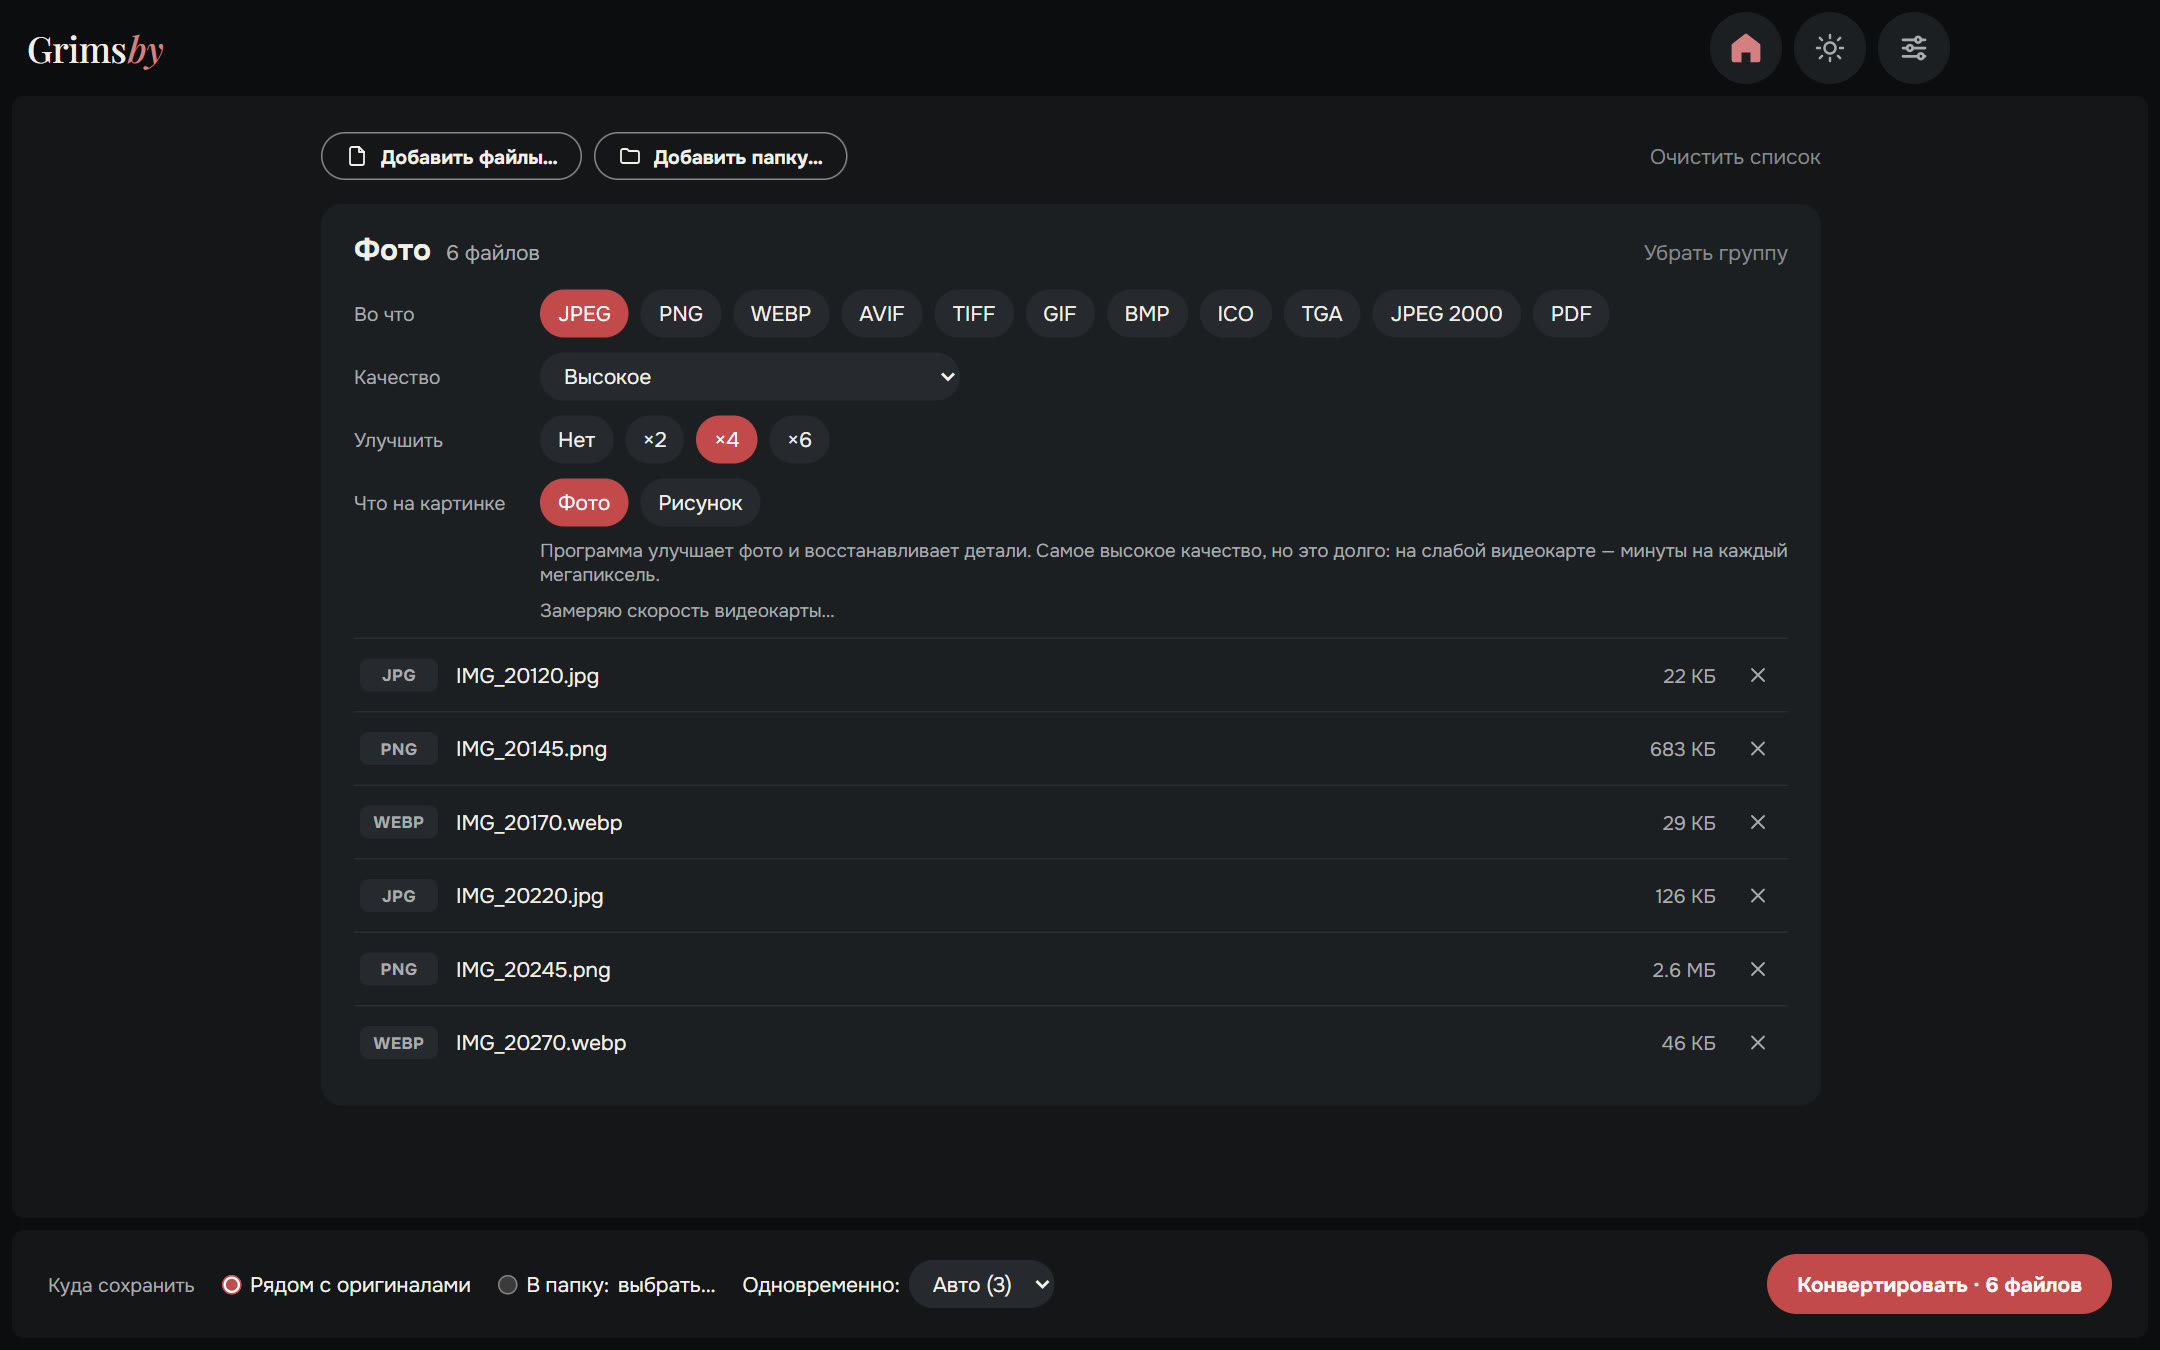 Grimsby
Добавить файлы...
Добавить папку...
Очистить список
Фото 6 файлов
Убрать группу
Во что
JPEG PNG WEBP AVIF TIFF GIF BMP ICO TGA JPEG 2000 PDF
Качество
Высокое
Улучшить
Нет ×2 ×4 ×6
Что на картинке
Фото Рисунок
Программа улучшает фото и восстанавливает детали. Самое высокое качество, но это долго: на слабой видеокарте — минуты на каждый
мегапиксель.
Замеряю скорость видеокарты...
JPG IMG_20120.jpg 22 КБ
PNG IMG_20145.png 683 КБ
WEBP IMG_20170.webp 29 КБ
JPG IMG_20220.jpg 126 КБ
PNG IMG_20245.png 2.6 МБ
WEBP IMG_20270.webp 46 КБ
Куда сохранить Рядом с оригиналами В папку: выбрать... Одновременно: Авто (3)
Конвертировать · 6 файлов